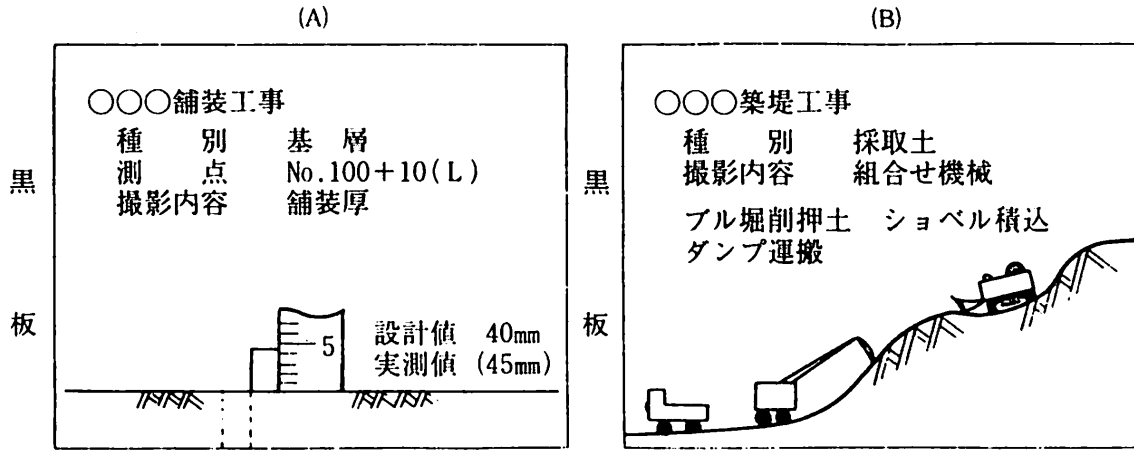 (A)
黒板
○○○舗装工事
種別 基層
測点 No.100+10(L)
撮影内容 舗装厚
5
設計値 40mm
実測値 (45mm)
(B)
黒板
○○○築堤工事
種別 採取土
撮影内容 組合せ機械
ブル堀削押土 ショベル積込
ダンプ運搬